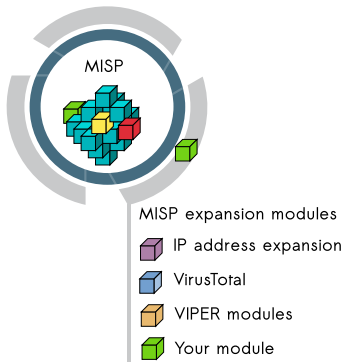 MISP
MISP expansion modules
IP address expansion
VirusTotal
VIPER modules
Your module